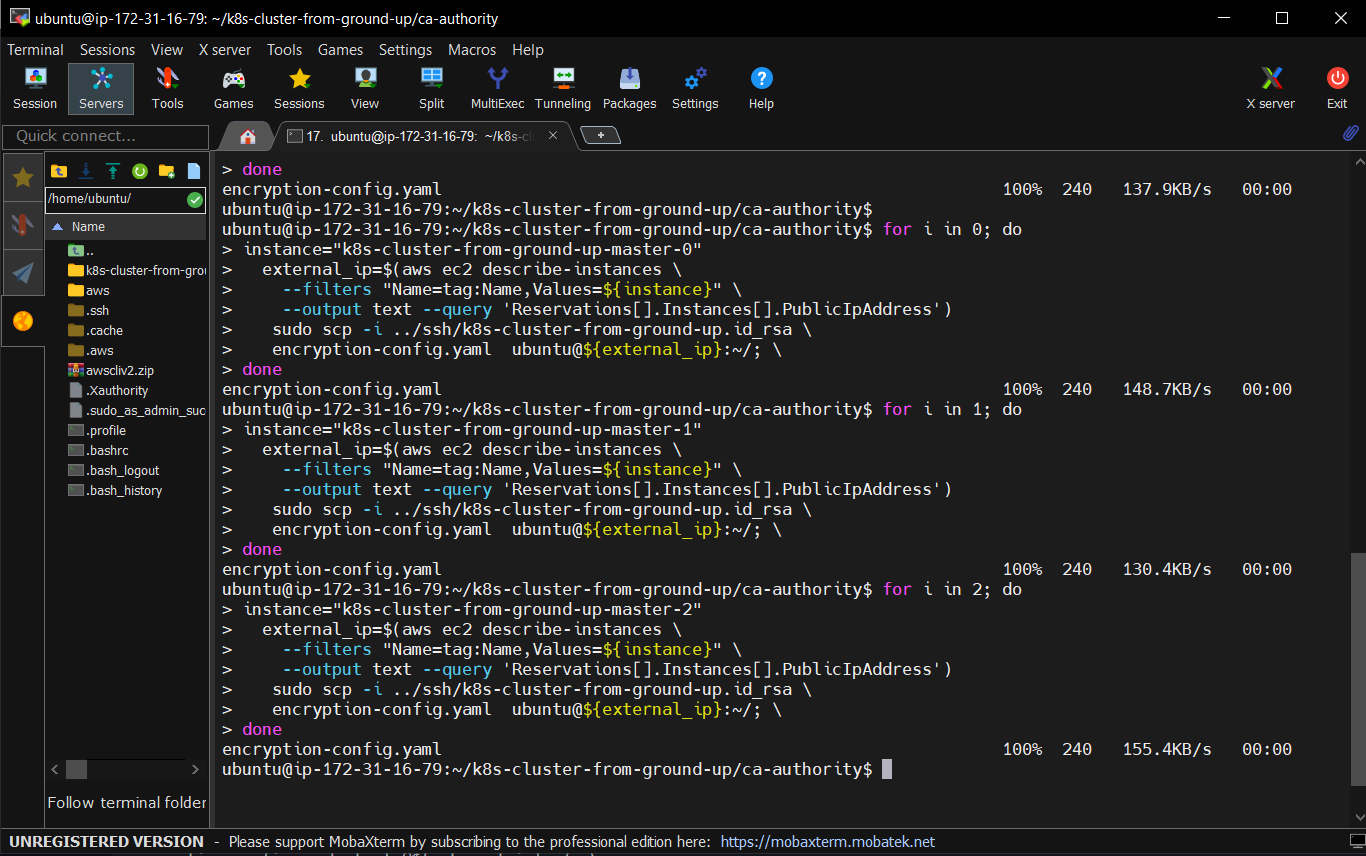 ubuntu@ip-172-31-16-79: ~/k8s-cluster-from-ground-up/ca-authority
Terminal Sessions View X server Tools Games Settings Macros Help
Session Servers Tools Games Sessions View Split MultiExec Tunneling Packages Settings Help X server Exit
Quick connect...
17. ubuntu@ip-172-31-16-79: ~/k8s-cl
/home/ubuntu/
Name
..
k8s-cluster-from-grou
aws
.ssh
.cache
.aws
awscliv2.zip
.Xauthority
.sudo_as_admin_suc
.profile
.bashrc
.bash_logout
.bash_history
Follow terminal folder
> done
encryption-config.yaml 100% 240 137.9KB/s 00:00
ubuntu@ip-172-31-16-79:~/k8s-cluster-from-ground-up/ca-authority$
ubuntu@ip-172-31-16-79:~/k8s-cluster-from-ground-up/ca-authority$ for i in 0; do
> instance="k8s-cluster-from-ground-up-master-0"
>   external_ip=$(aws ec2 describe-instances \
>     --filters "Name=tag:Name,Values=${instance}" \
>     --output text --query 'Reservations[].Instances[].PublicIpAddress')
>    sudo scp -i ../ssh/k8s-cluster-from-ground-up.id_rsa \
>    encryption-config.yaml  ubuntu@${external_ip}:~/; \
> done
encryption-config.yaml 100% 240 148.7KB/s 00:00
ubuntu@ip-172-31-16-79:~/k8s-cluster-from-ground-up/ca-authority$ for i in 1; do
> instance="k8s-cluster-from-ground-up-master-1"
>   external_ip=$(aws ec2 describe-instances \
>     --filters "Name=tag:Name,Values=${instance}" \
>     --output text --query 'Reservations[].Instances[].PublicIpAddress')
>    sudo scp -i ../ssh/k8s-cluster-from-ground-up.id_rsa \
>    encryption-config.yaml  ubuntu@${external_ip}:~/; \
> done
encryption-config.yaml 100% 240 130.4KB/s 00:00
ubuntu@ip-172-31-16-79:~/k8s-cluster-from-ground-up/ca-authority$ for i in 2; do
> instance="k8s-cluster-from-ground-up-master-2"
>   external_ip=$(aws ec2 describe-instances \
>     --filters "Name=tag:Name,Values=${instance}" \
>     --output text --query 'Reservations[].Instances[].PublicIpAddress')
>    sudo scp -i ../ssh/k8s-cluster-from-ground-up.id_rsa \
>    encryption-config.yaml  ubuntu@${external_ip}:~/; \
> done
encryption-config.yaml 100% 240 155.4KB/s 00:00
ubuntu@ip-172-31-16-79:~/k8s-cluster-from-ground-up/ca-authority$
UNREGISTERED VERSION - Please support MobaXterm by subscribing to the professional edition here: https://mobaxterm.mobatek.net